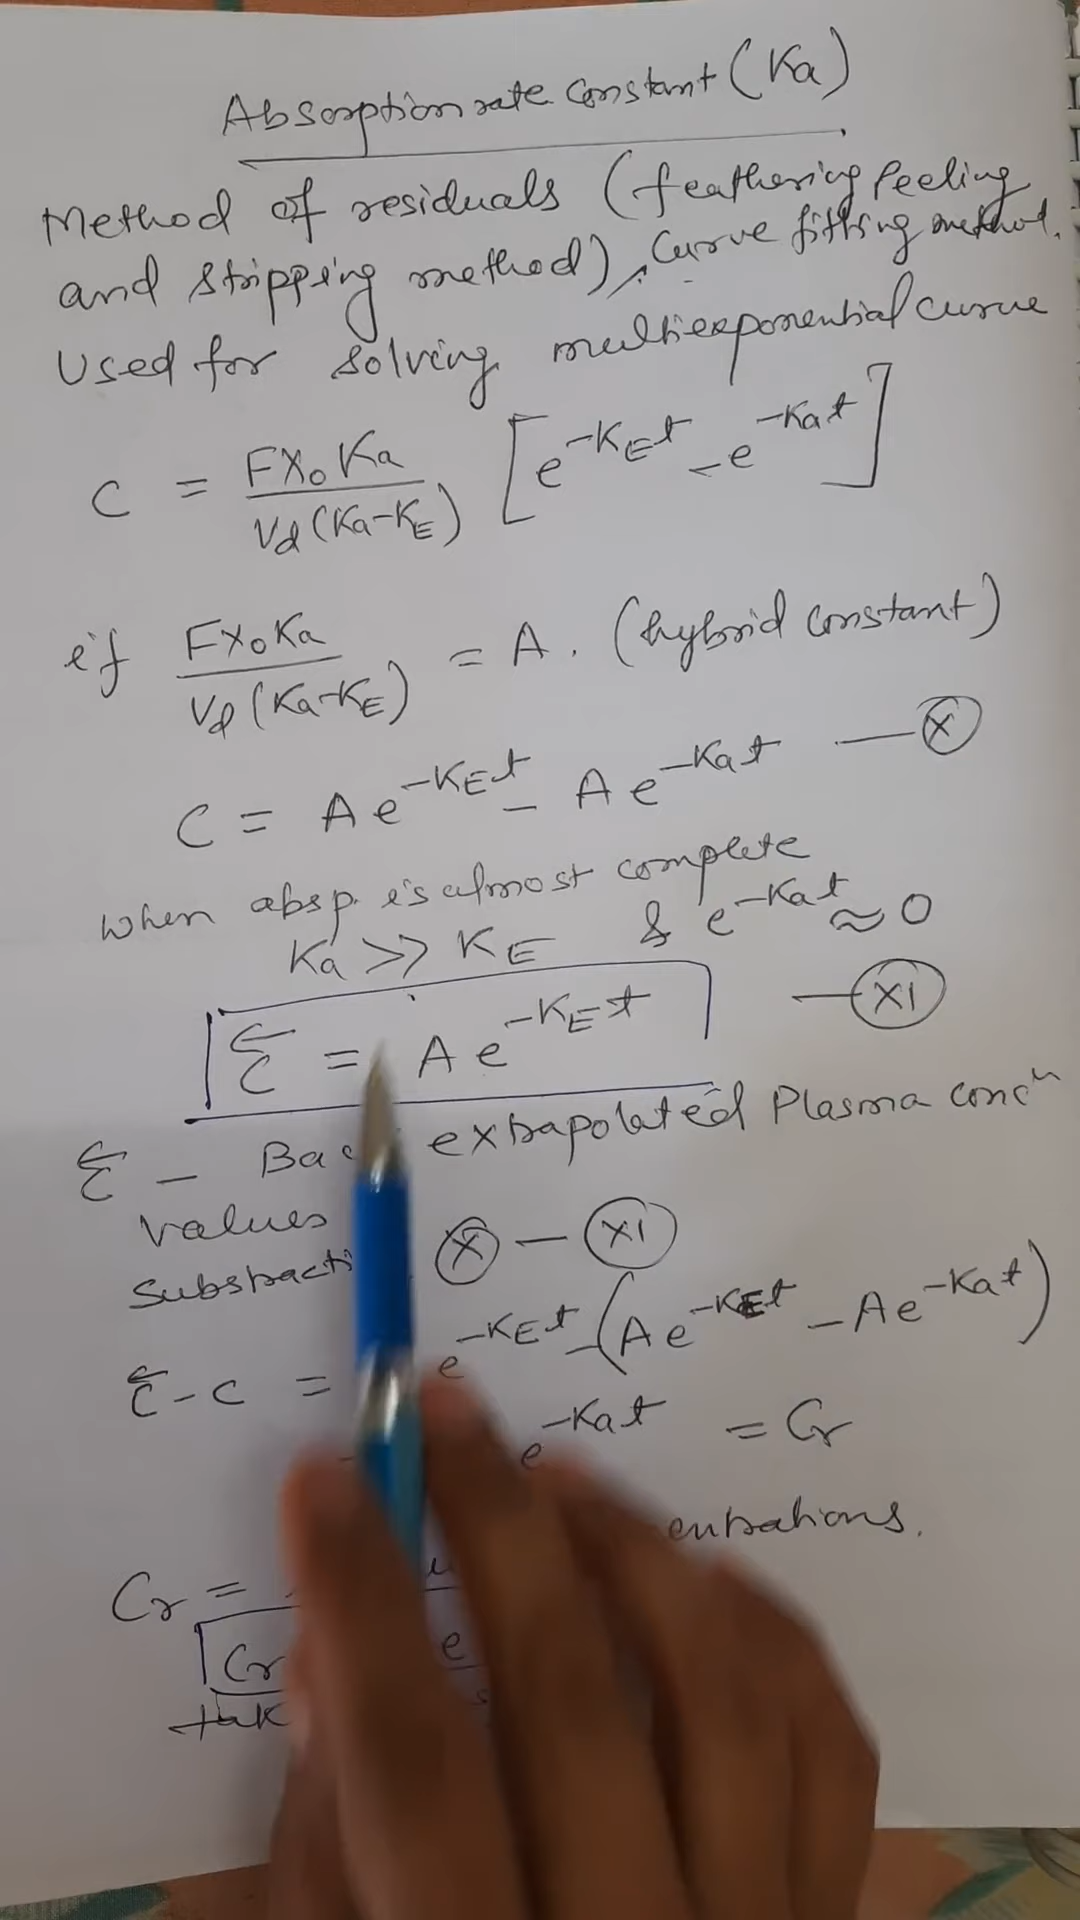 Absorption rate constant (Ka)
Method of residuals (feathering peeling
and stripping method), Curve fitting method.
Used for solving multiexponential curve
C = FX₀Ka / Vd(Ka-KE) [e^-KEt - e^-Kat]
if FX₀Ka / Vd(Ka-KE) = A. (hybrid constant)
C = Ae^-KEt - Ae^-Kat — (X)
when absp. is almost complete
Ka >> KE & e^-Kat ≈ 0
C⃖ = Ae^-KEt — (XI)
C⃖ - extrapolated Plasma concn
values
(X) - (XI)
C⃖-C = e^-KEt - (Ae^-KEt - Ae^-Kat)
e^-Kat = Cr
Cr =
Cr e